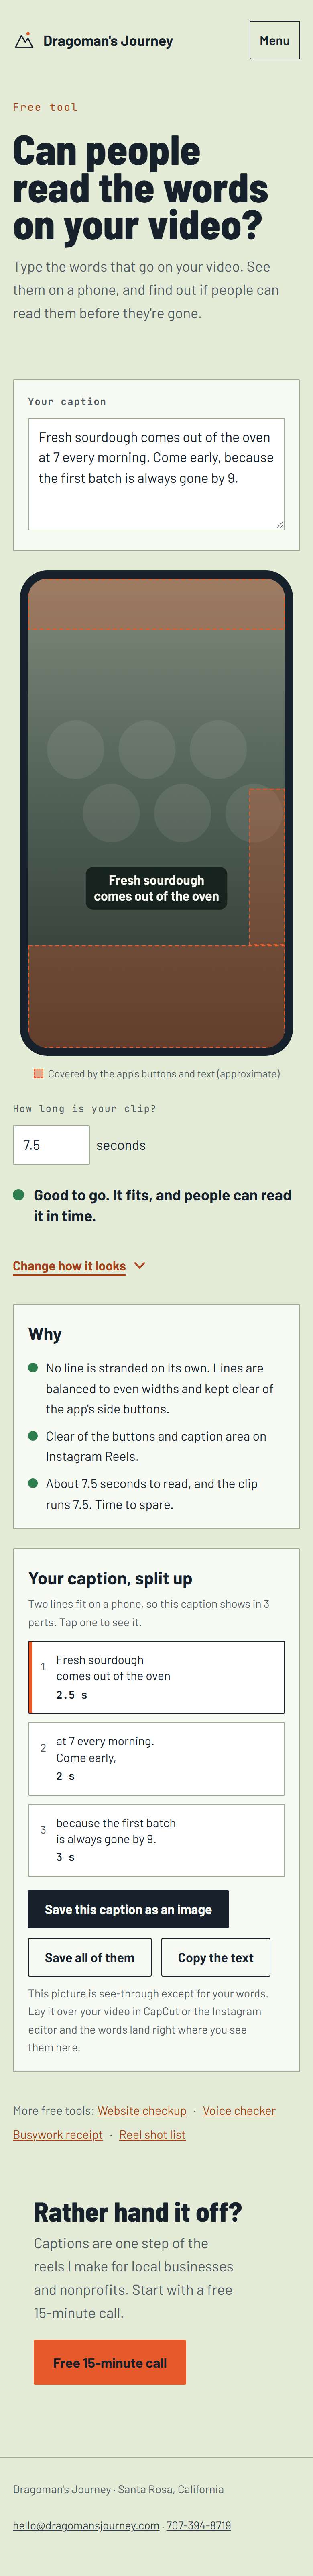 Dragoman's Journey
Menu
Free tool
Can people
read the words
on your video?
Type the words that go on your video. See
them on a phone, and find out if people can
read them before they're gone.
Your caption
Fresh sourdough comes out of the oven
at 7 every morning. Come early, because
the first batch is always gone by 9.
Fresh sourdough
comes out of the oven
Covered by the app's buttons and text (approximate)
How long is your clip?
7.5 seconds
Good to go. It fits, and people can read
it in time.
Change how it looks
Why
No line is stranded on its own. Lines are
balanced to even widths and kept clear of
the app's side buttons.
Clear of the buttons and caption area on
Instagram Reels.
About 7.5 seconds to read, and the clip
runs 7.5. Time to spare.
Your caption, split up
Two lines fit on a phone, so this caption shows in 3
parts. Tap one to see it.
1 Fresh sourdough
comes out of the oven
2.5 s
2 at 7 every morning.
Come early,
2 s
3 because the first batch
is always gone by 9.
3 s
Save this caption as an image
Save all of them Copy the text
This picture is see-through except for your words.
Lay it over your video in CapCut or the Instagram
editor and the words land right where you see
them here.
More free tools: Website checkup · Voice checker
Busywork receipt · Reel shot list
Rather hand it off?
Captions are one step of the
reels I make for local businesses
and nonprofits. Start with a free
15-minute call.
Free 15-minute call
Dragoman's Journey · Santa Rosa, California
hello@dragomansjourney.com · 707-394-8719